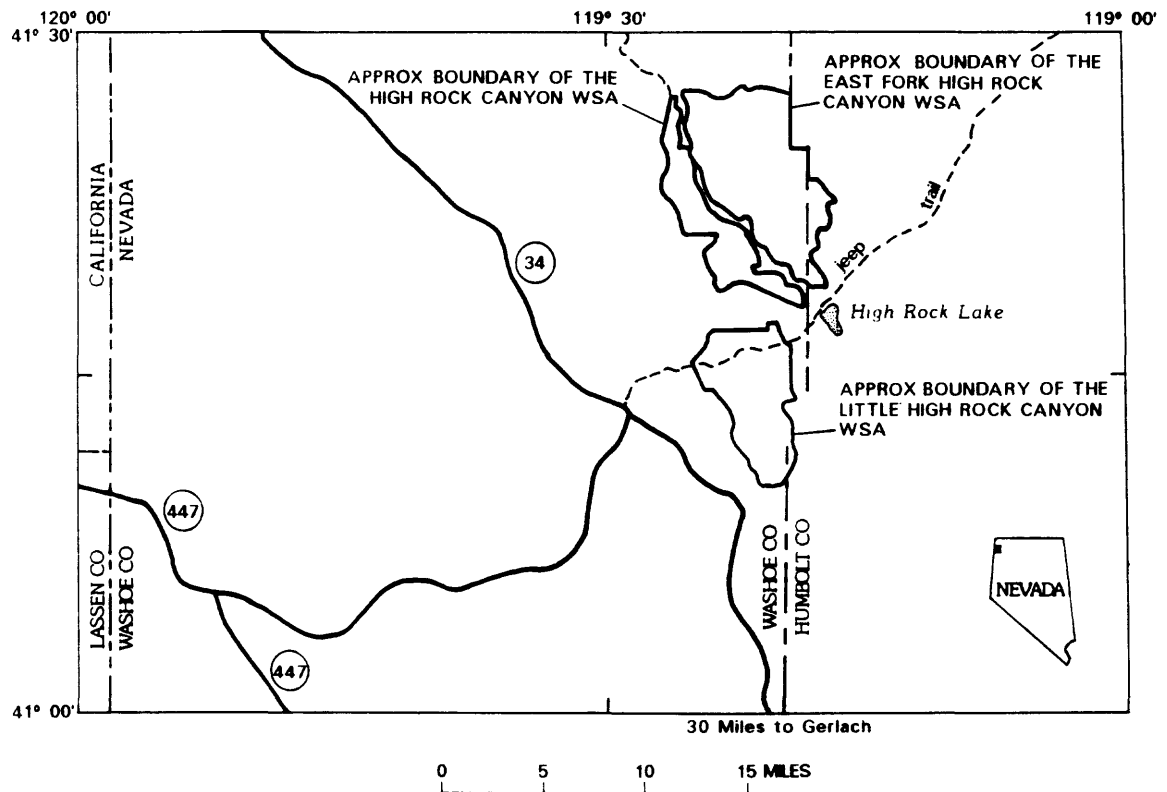 120° 00'
119° 30'
119° 00'
41° 30'
APPROX BOUNDARY OF THE
HIGH ROCK CANYON WSA
APPROX BOUNDARY OF THE
EAST FORK HIGH ROCK
CANYON WSA
CALIFORNIA
NEVADA
trail
34
jeep
High Rock Lake
APPROX BOUNDARY OF THE
LITTLE HIGH ROCK CANYON
WSA
447
LASSEN CO
WASHOE CO
WASHOE CO
HUMBOLT CO
NEVADA
447
41° 00'
30 Miles to Gerlach
0 5 10 15 MILES